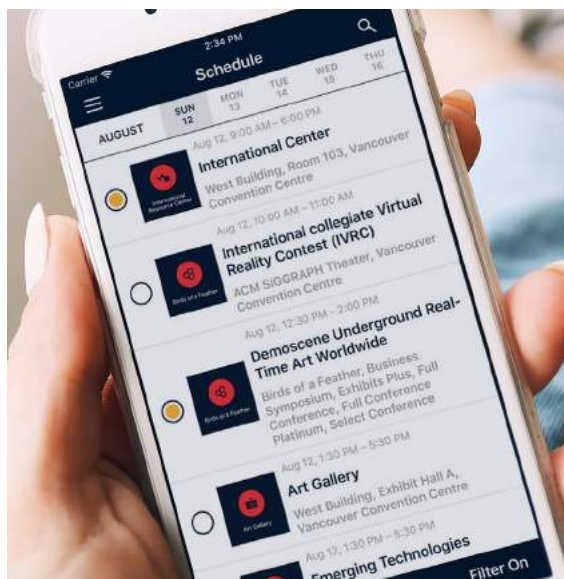 Carrier
2:34 PM
Schedule
AUGUST
SUN
12
MON
13
TUE
14
WED
15
THU
16
Aug 12, 9:00 AM – 6:00 PM
International Center
West Building, Room 103, Vancouver
Convention Centre
International
Resource Center
Aug 12, 10:00 AM – 11:00 AM
International collegiate Virtual
Reality Contest (IVRC)
ACM SIGGRAPH Theater, Vancouver
Convention Centre
Birds of a Feather
Aug 12, 12:30 PM – 2:00 PM
Demoscene Underground Real-
Time Art Worldwide
Birds of a Feather, Business
Symposium, Exhibits Plus, Full
Conference, Full Conference
Platinum, Select Conference
Birds of a Feather
Aug 12, 1:30 PM – 5:30 PM
Art Gallery
West Building, Exhibit Hall A,
Vancouver Convention Centre
Art Gallery
Aug 12, 1:30 PM – 5:30 PM
Emerging Technologies
Filter On